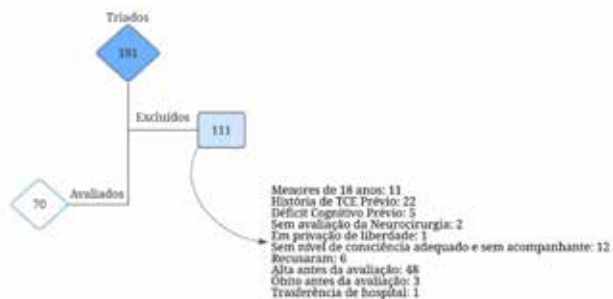 Triados
181
Excluídos
111
Avaliados
70
Menores de 18 anos: 11
História de TCE Prévio: 22
Déficit Cognitivo Prévio: 5
Sem avaliação da Neurocirurgia: 2
Em privação de liberdade: 1
Sem nível de consciência adequado e sem acompanhante: 12
Recusaram: 6
Alta antes da avaliação: 48
Óbito antes da avaliação: 3
Trasferência de hospital: 1